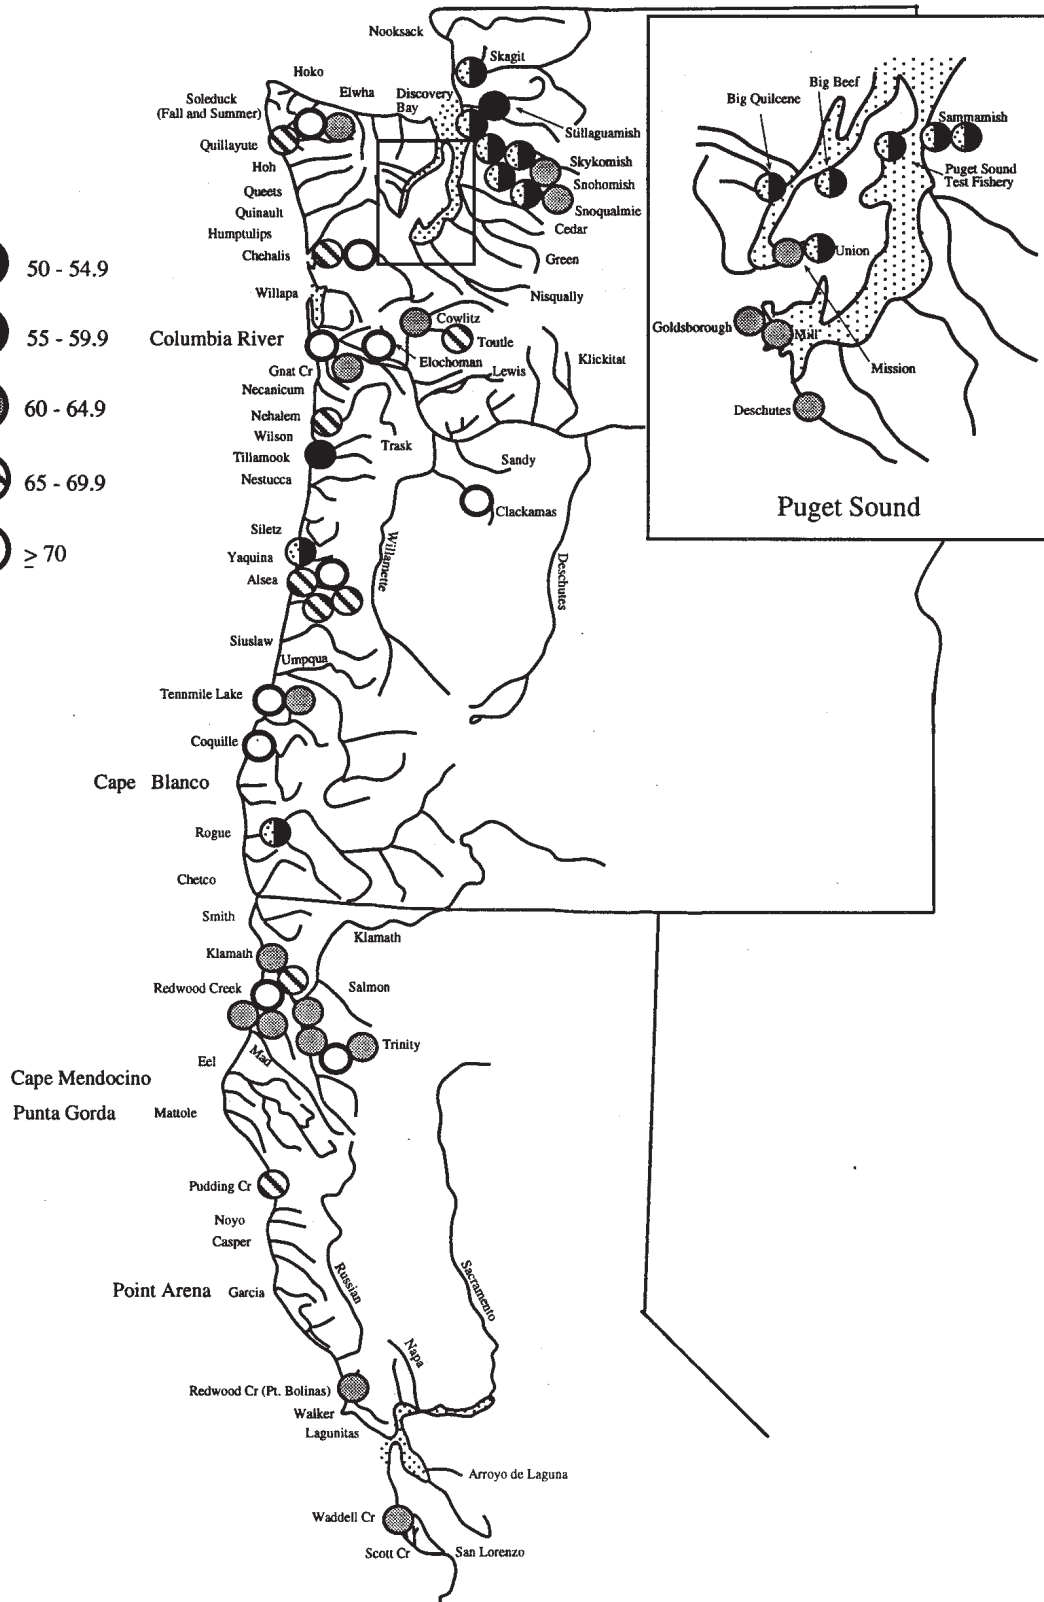 Nooksack
Skagit
Hoko
Elwha
Discovery
Bay
Soleduck
(Fall and Summer)
Stillaguamish
Quillayute
Skykomish
Hoh
Snohomish
Queets
Snoqualmie
Quinault
Cedar
Humptulips
Chehalis
Green
Willapa
Nisqually
50 - 54.9
55 - 59.9
60 - 64.9
65 - 69.9
≥ 70
Columbia River
Cowlitz
Toutle
Elochoman
Klickitat
Gnat Cr
Lewis
Necanicum
Nehalem
Wilson
Trask
Tillamook
Sandy
Nestucca
Clackamas
Siletz
Willamette
Deschutes
Yaquina
Alsea
Siuslaw
Umpqua
Tennmile Lake
Coquille
Cape Blanco
Rogue
Chetco
Smith
Klamath
Klamath
Redwood Creek
Salmon
Trinity
Eel
Mad
Cape Mendocino
Punta Gorda
Mattole
Pudding Cr
Noyo
Casper
Point Arena
Garcia
Russian
Sacramento
Napa
Redwood Cr (Pt. Bolinas)
Walker
Lagunitas
Arroyo de Laguna
Waddell Cr
Scott Cr
San Lorenzo
Big Beef
Big Quilcene
Sammamish
Puget Sound
Test Fishery
Union
Goldsborough
Mill
Mission
Deschutes
Puget Sound